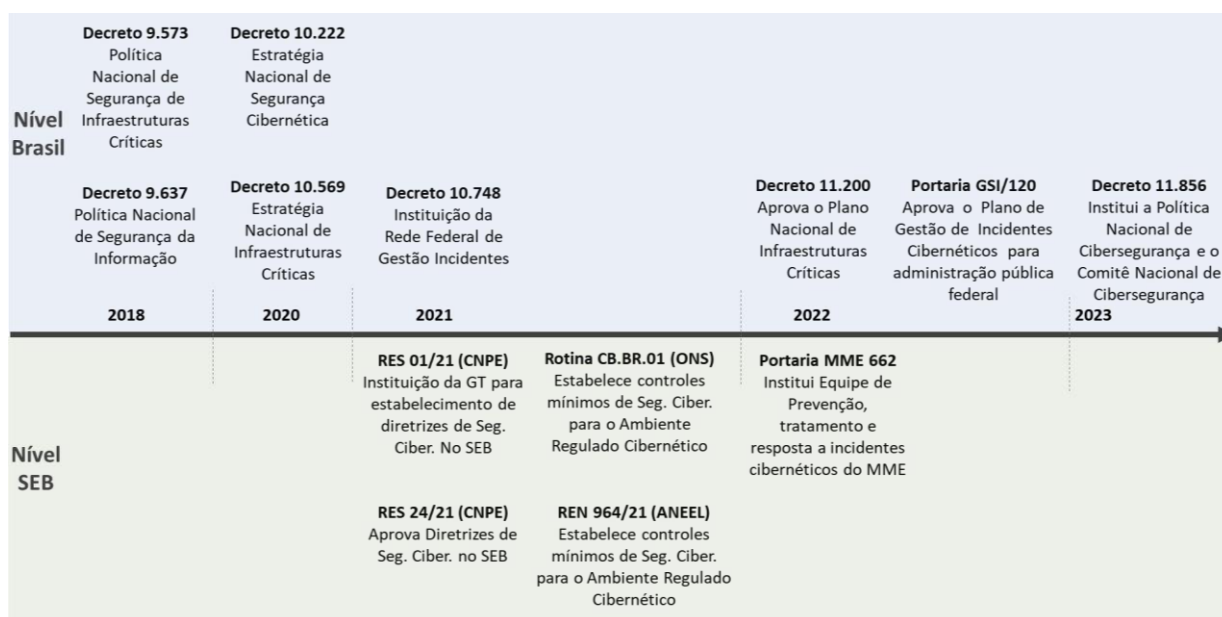 Nível
Brasil
Decreto 9.573
Política
Nacional de
Segurança de
Infraestruturas
Críticas
Decreto 10.222
Estratégia
Nacional de
Segurança
Cibernética
Decreto 9.637
Política Nacional
de Segurança da
Informação
Decreto 10.569
Estratégia
Nacional de
Infraestruturas
Críticas
Decreto 10.748
Instituição da
Rede Federal de
Gestão Incidentes
Decreto 11.200
Aprova o Plano
Nacional de
Infraestruturas
Críticas
Portaria GSI/120
Aprova o Plano de
Gestão de Incidentes
Cibernéticos para
administração pública
federal
Decreto 11.856
Institui a Política
Nacional de
Cibersegurança e o
Comitê Nacional de
Cibersegurança
2018
2020
2021
2022
2023
Nível
SEB
RES 01/21 (CNPE)
Instituição da GT para
estabelecimento de
diretrizes de Seg.
Ciber. No SEB
Rotina CB.BR.01 (ONS)
Estabelece controles
mínimos de Seg. Ciber.
para o Ambiente
Regulado Cibernético
Portaria MME 662
Institui Equipe de
Prevenção,
tratamento e
resposta a incidentes
cibernéticos do MME
RES 24/21 (CNPE)
Aprova Diretrizes de
Seg. Ciber. no SEB
REN 964/21 (ANEEL)
Estabelece controles
mínimos de Seg. Ciber.
para o Ambiente Regulado
Cibernético